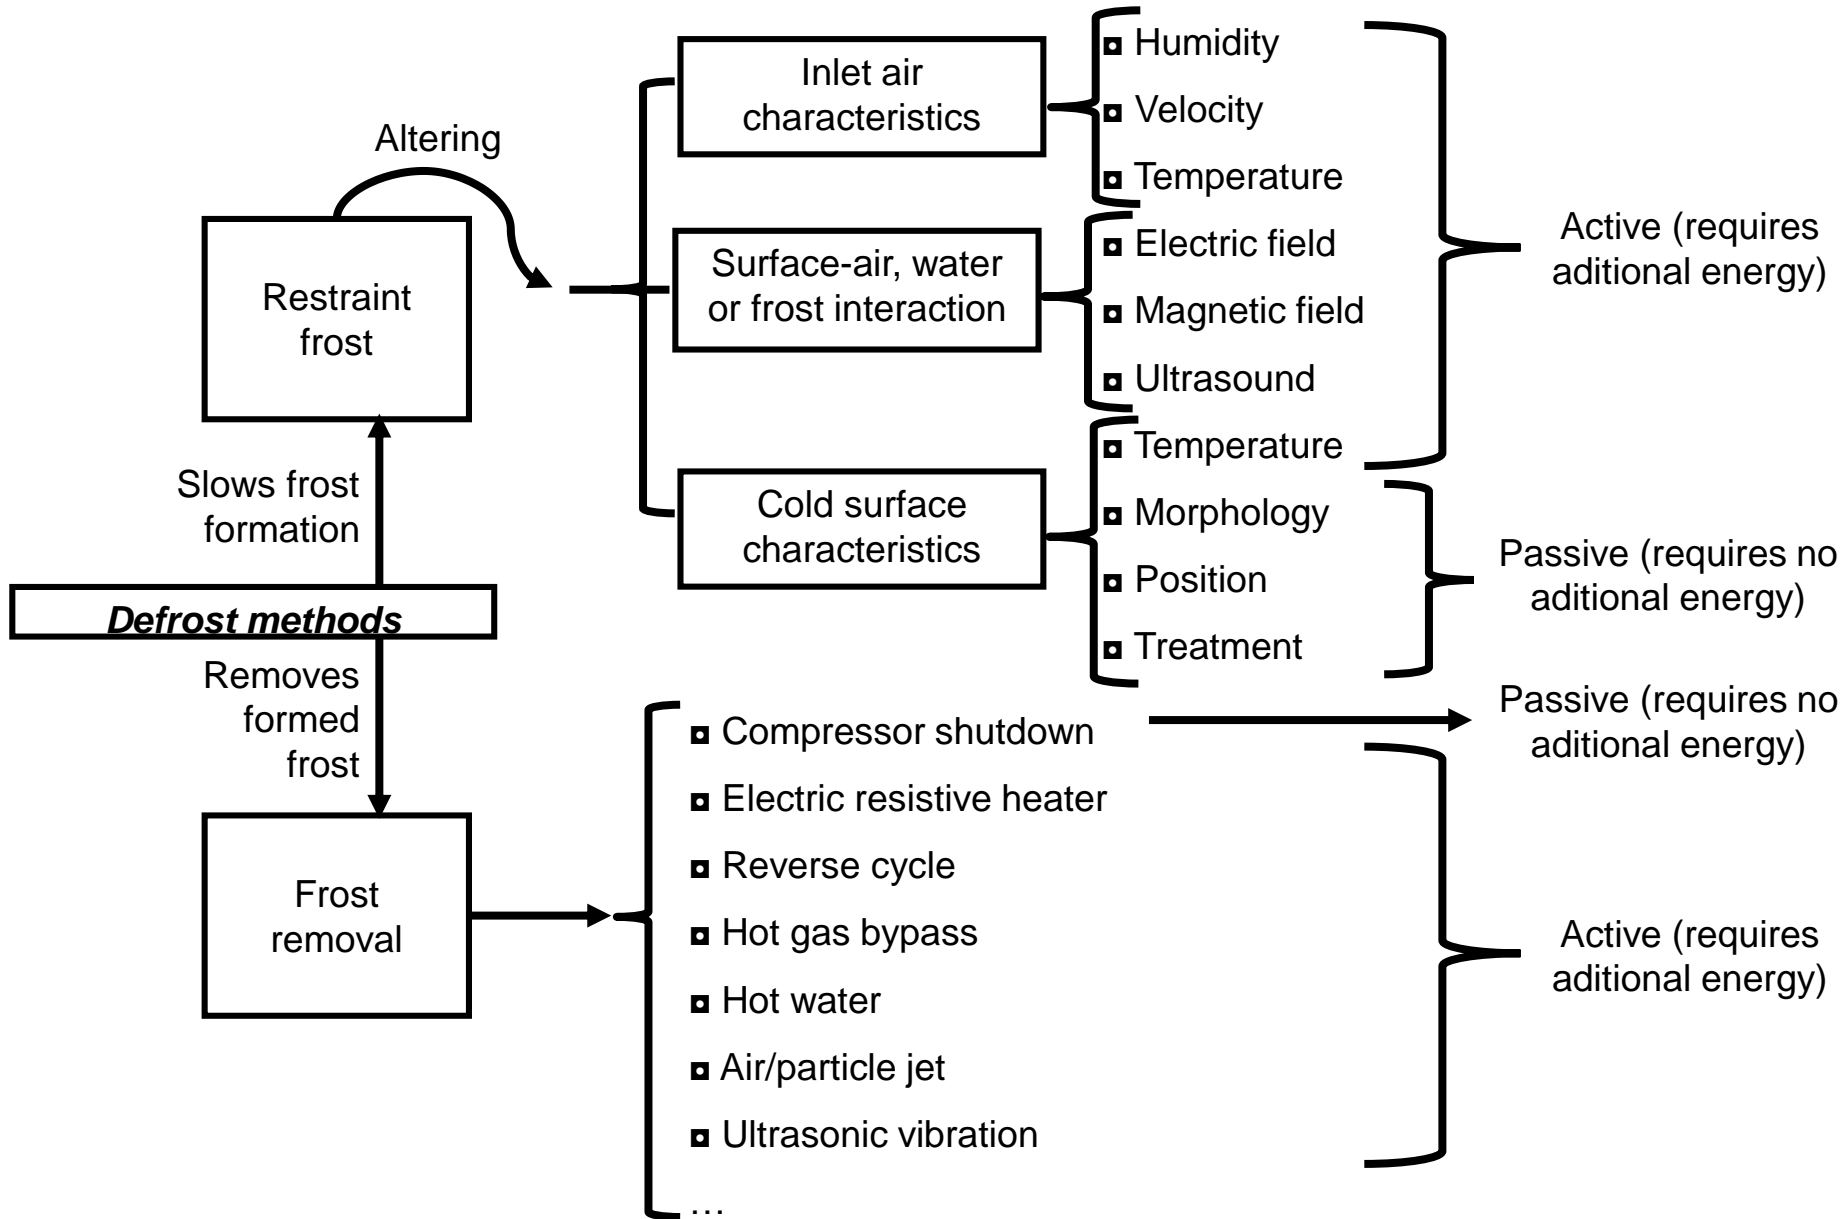 Altering
Restraint
frost
Slows frost
formation
Defrost methods
Removes
formed
frost
Frost
removal
Inlet air
characteristics
Surface-air, water
or frost interaction
Cold surface
characteristics
Humidity
Velocity
Temperature
Electric field
Magnetic field
Ultrasound
Temperature
Morphology
Position
Treatment
Active (requires
aditional energy)
Passive (requires no
aditional energy)
Compressor shutdown
Electric resistive heater
Reverse cycle
Hot gas bypass
Hot water
Air/particle jet
Ultrasonic vibration
…
Passive (requires no
aditional energy)
Active (requires
aditional energy)